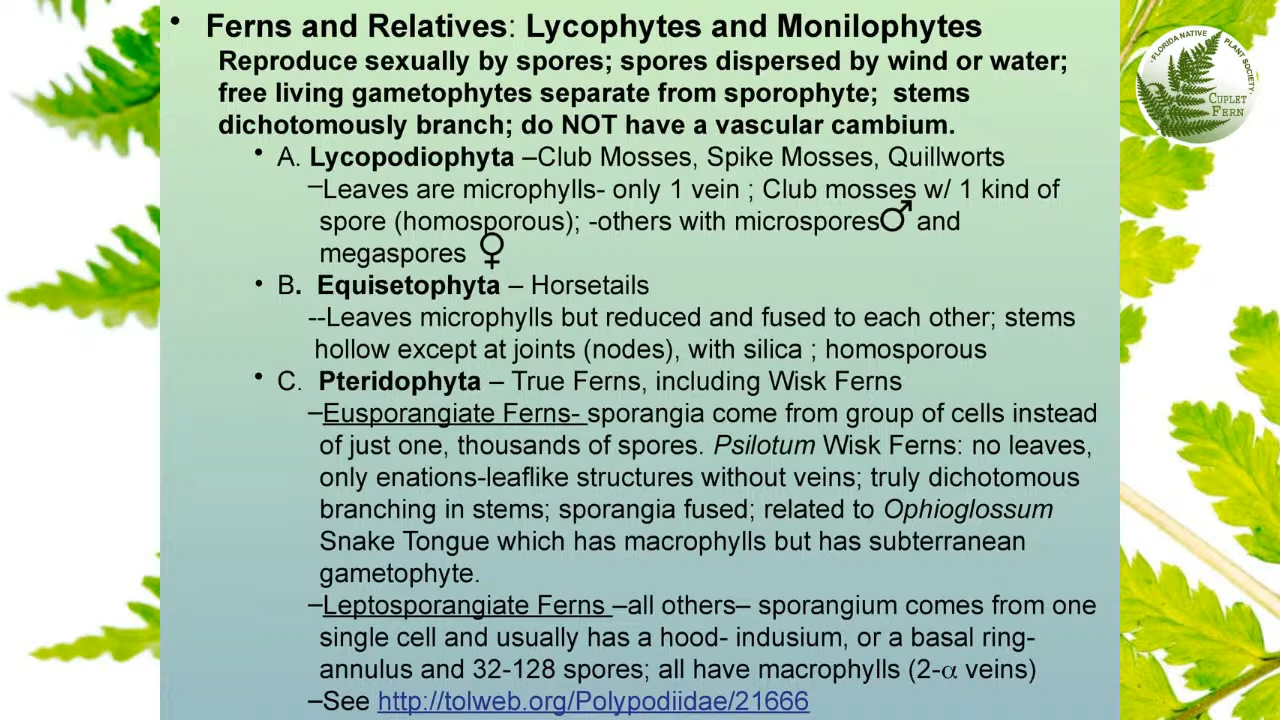 • Ferns and Relatives: Lycophytes and Monilophytes
Reproduce sexually by spores; spores dispersed by wind or water;
free living gametophytes separate from sporophyte; stems
dichotomously branch; do NOT have a vascular cambium.
• A. Lycopodiophyta –Club Mosses, Spike Mosses, Quillworts
–Leaves are microphylls- only 1 vein ; Club mosses w/ 1 kind of
spore (homosporous); -others with microspores♂ and
megaspores ♀
• B. Equisetophyta – Horsetails
--Leaves microphylls but reduced and fused to each other; stems
hollow except at joints (nodes), with silica ; homosporous
• C. Pteridophyta – True Ferns, including Wisk Ferns
–Eusporangiate Ferns- sporangia come from group of cells instead
of just one, thousands of spores. Psilotum Wisk Ferns: no leaves,
only enations-leaflike structures without veins; truly dichotomous
branching in stems; sporangia fused; related to Ophioglossum
Snake Tongue which has macrophylls but has subterranean
gametophyte.
–Leptosporangiate Ferns –all others– sporangium comes from one
single cell and usually has a hood- indusium, or a basal ring-
annulus and 32-128 spores; all have macrophylls (2-α veins)
–See http://tolweb.org/Polypodiidae/21666
·FLORIDA NATIVE PLANT SOCIETY·
CUPLET
FERN